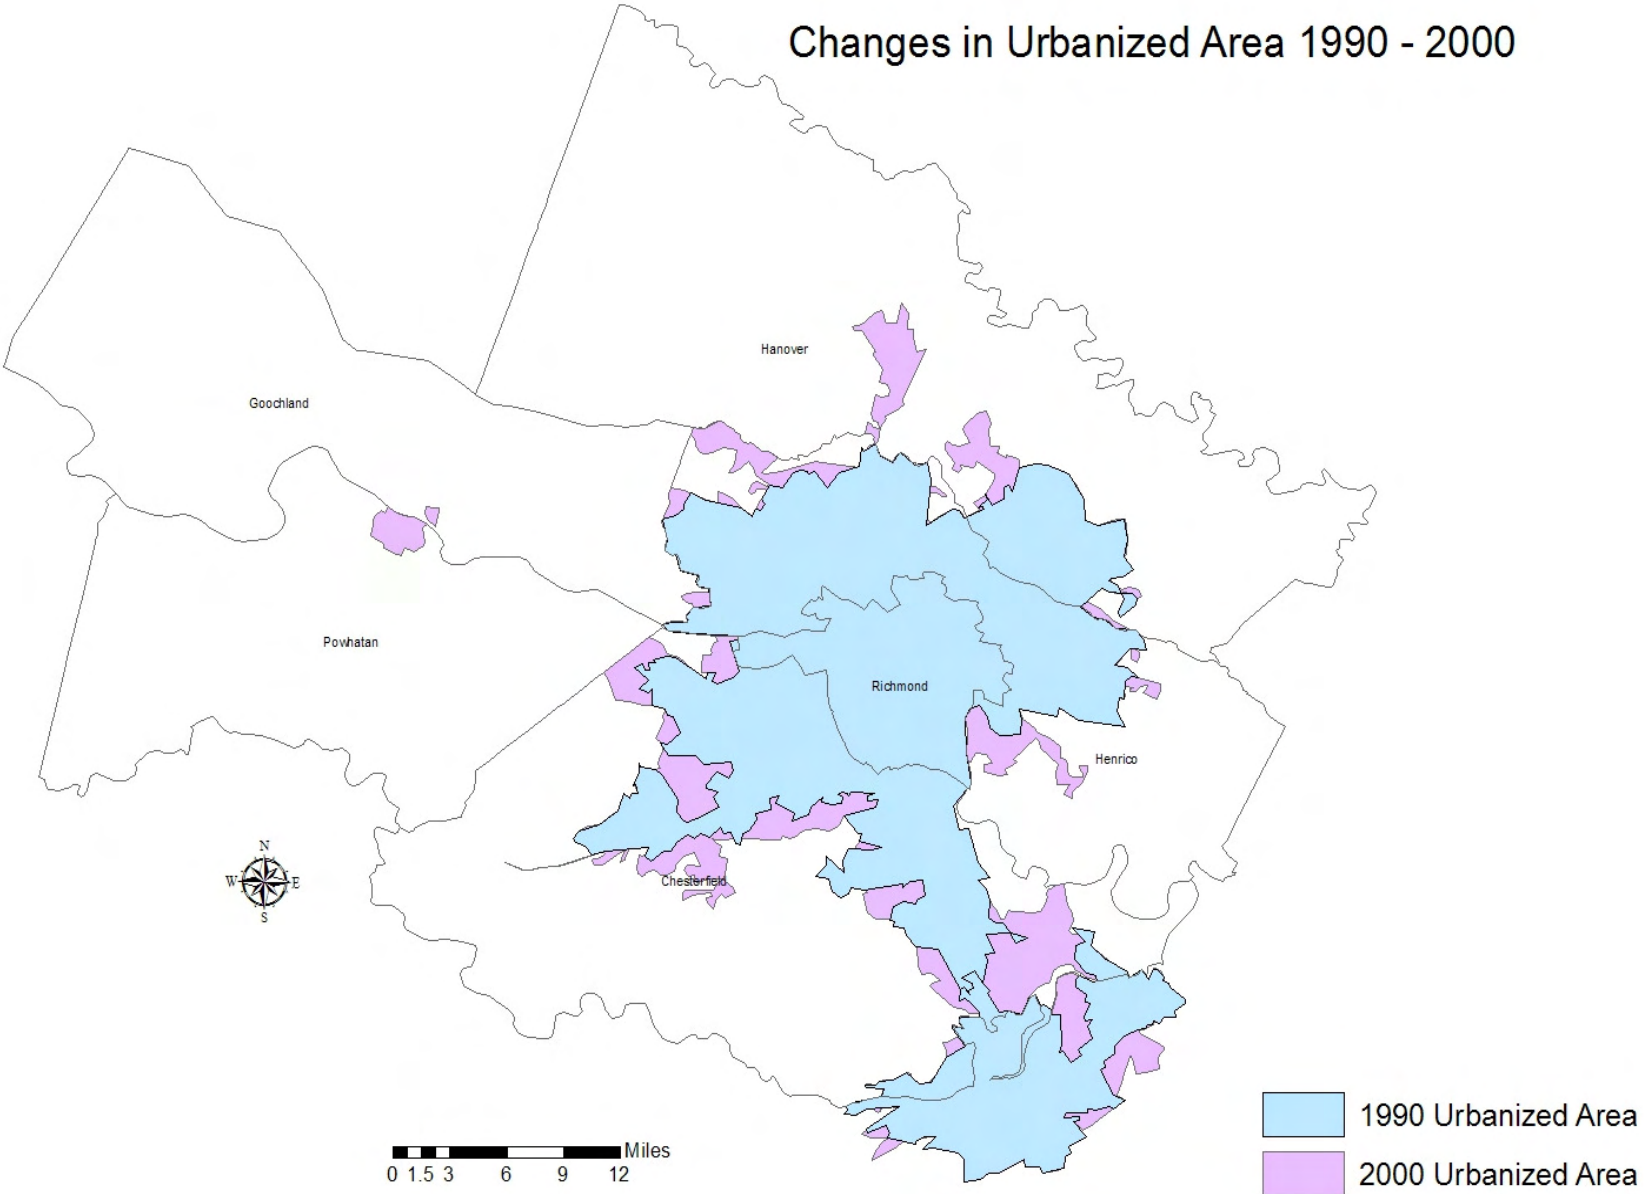 Changes in Urbanized Area 1990 - 2000
Hanover
Goochland
Powhatan
Richmond
Henrico
Chesterfield
N
W E
S
Miles
0 1.5 3 6 9 12
1990 Urbanized Area
2000 Urbanized Area